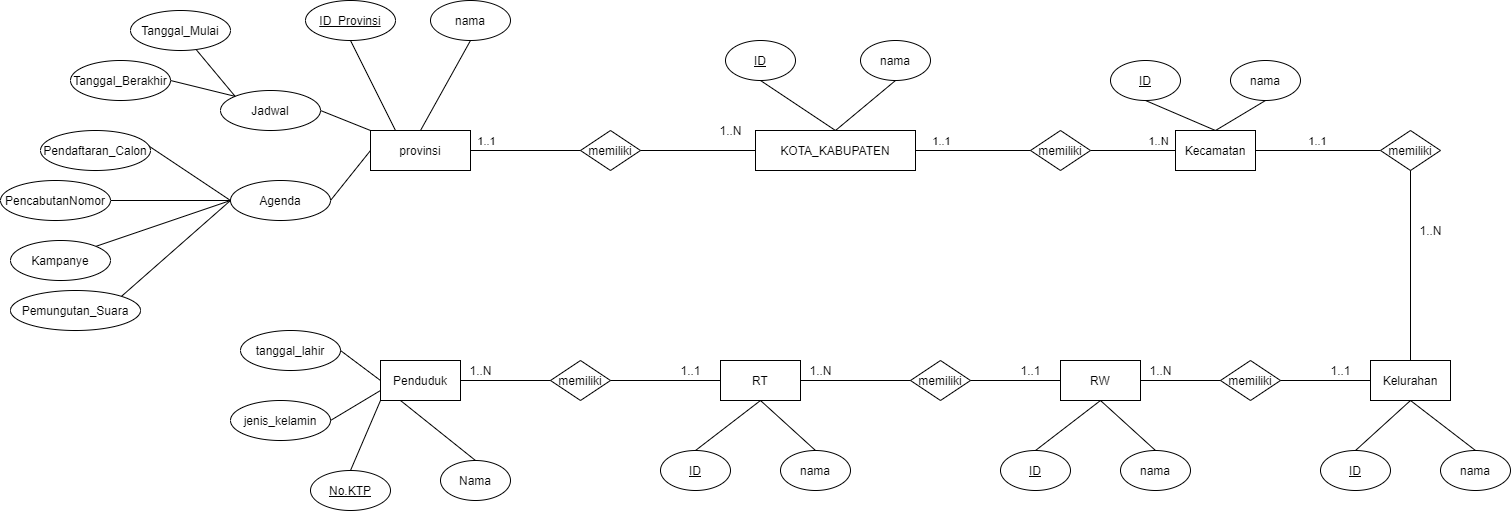 ID_Provinsi
nama
Tanggal_Mulai
Tanggal_Berakhir
Jadwal
ID
nama
ID
nama
Pendaftaran_Calon
provinsi
1..1
memiliki
1..N
KOTA_KABUPATEN
1..1
memiliki
1..N
Kecamatan
1..1
memiliki
PencabutanNomor
Agenda
1..N
Kampanye
Pemungutan_Suara
tanggal_lahir
Penduduk
1..N
memiliki
1..1
RT
1..N
memiliki
1..1
RW
1..N
memiliki
1..1
Kelurahan
jenis_kelamin
No.KTP
Nama
ID
nama
ID
nama
ID
nama